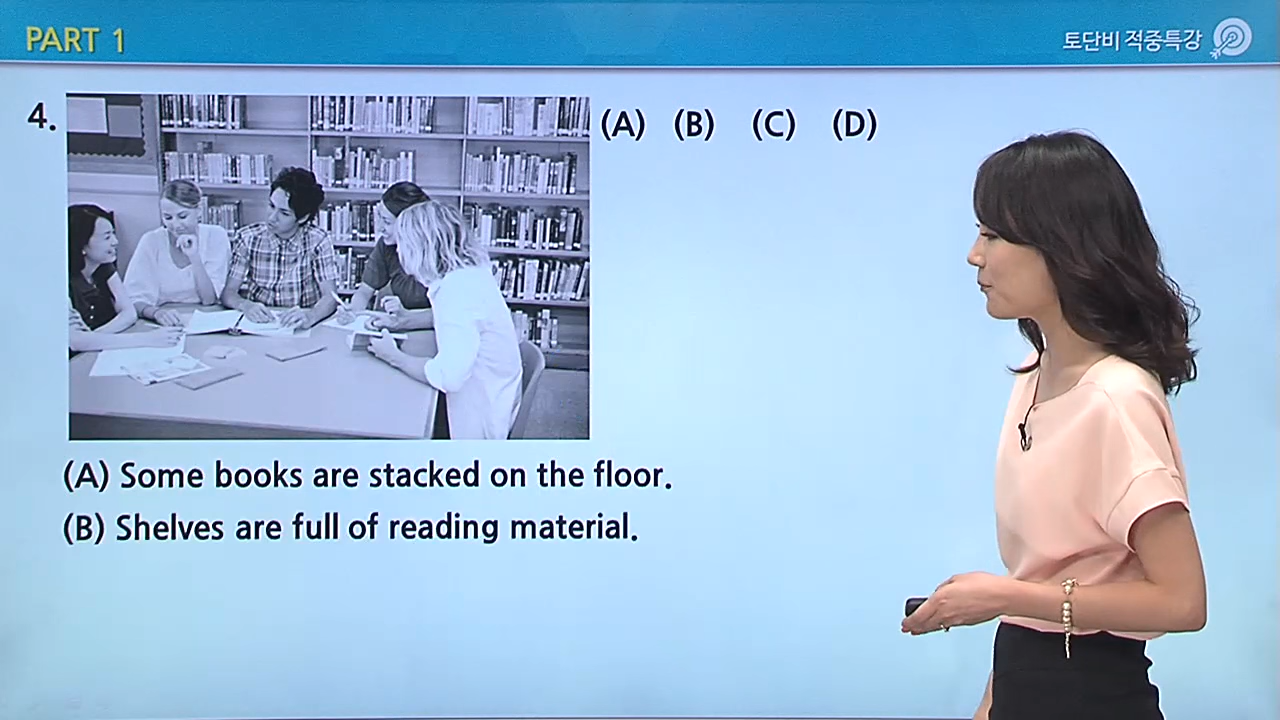 PART 1
토단비 적중특강
4.
(A) (B) (C) (D)
(A) Some books are stacked on the floor.
(B) Shelves are full of reading material.